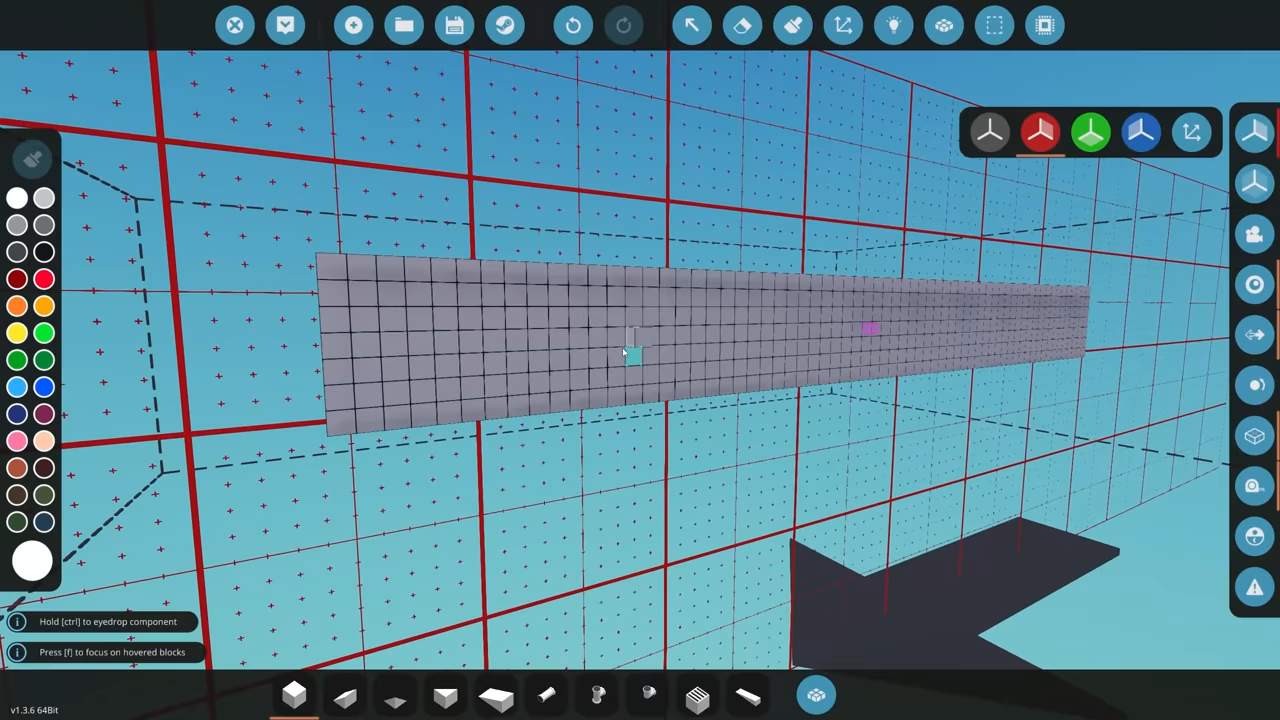 Hold [ctrl] to eyedrop component
Press [f] to focus on hovered blocks
v1.3.6 64Bit